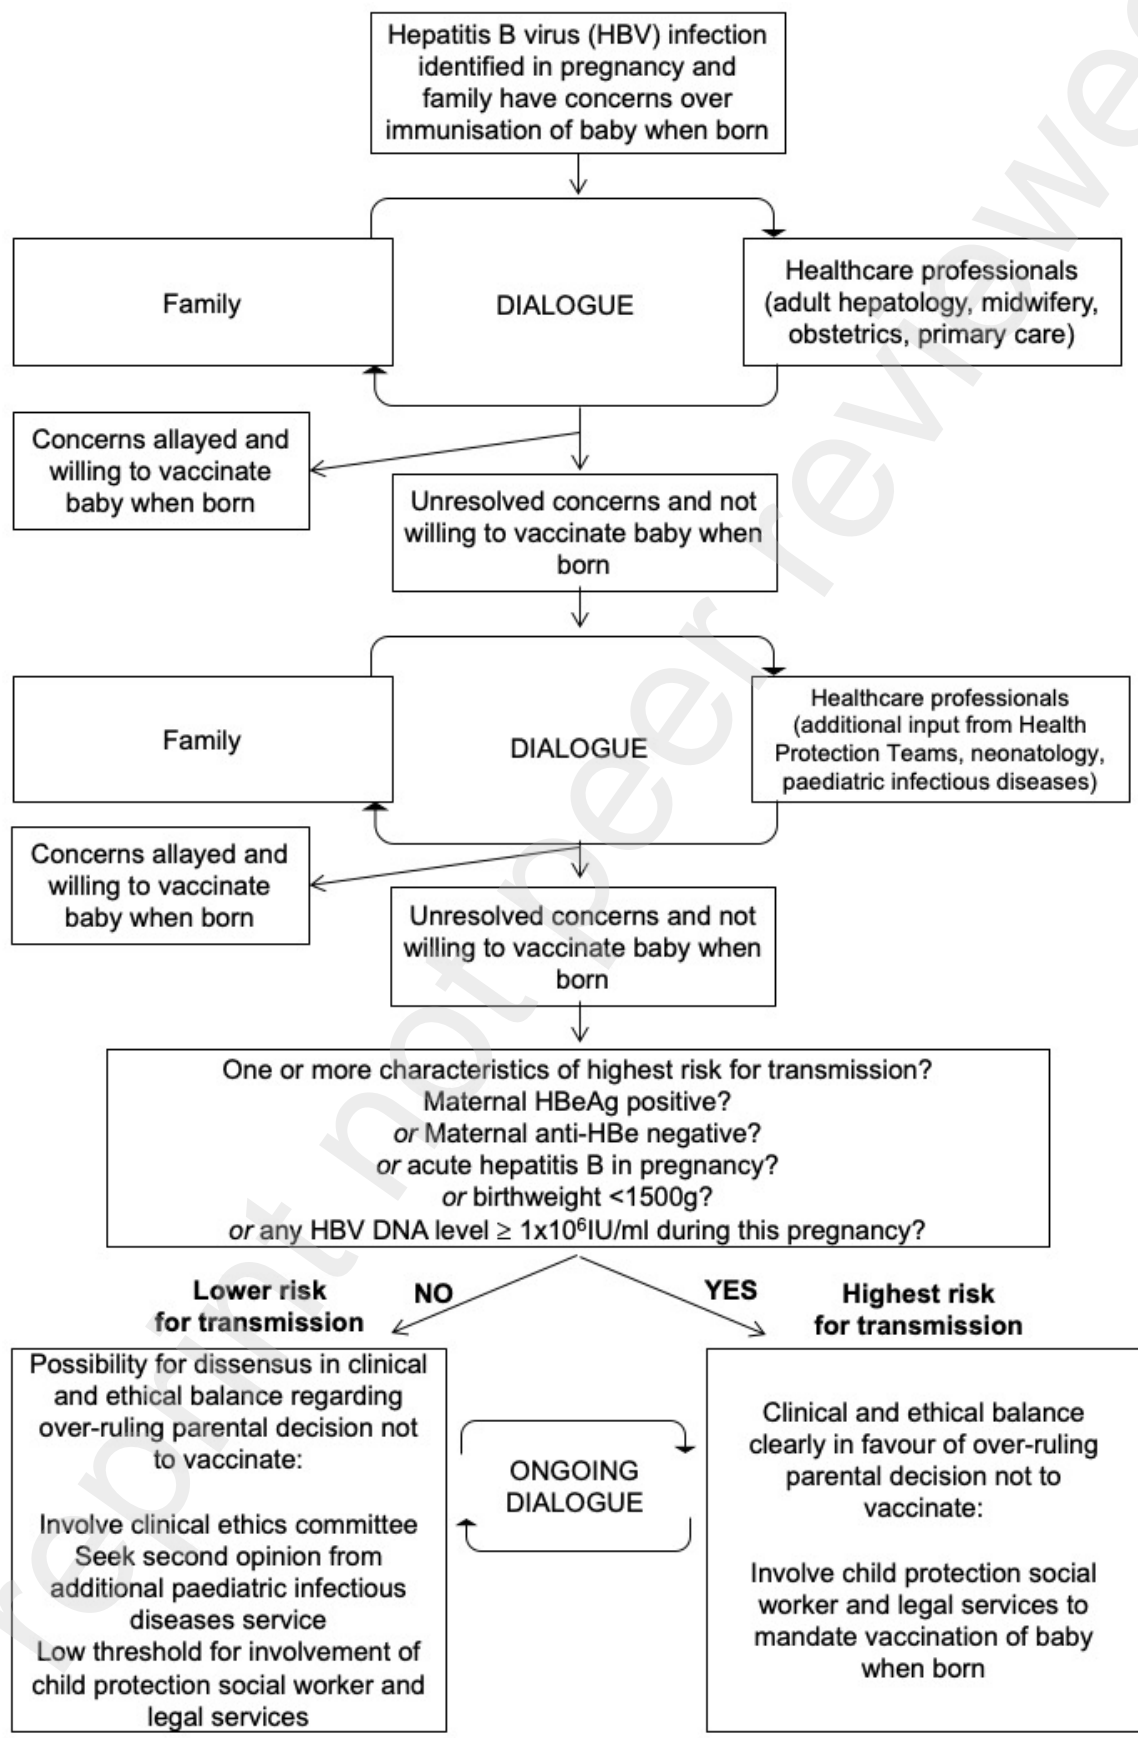 Hepatitis B virus (HBV) infection
identified in pregnancy and
family have concerns over
immunisation of baby when born
Family
DIALOGUE
Healthcare professionals
(adult hepatology, midwifery,
obstetrics, primary care)
Concerns allayed and
willing to vaccinate
baby when born
Unresolved concerns and not
willing to vaccinate baby when
born
Family
DIALOGUE
Healthcare professionals
(additional input from Health
Protection Teams, neonatology,
paediatric infectious diseases)
Concerns allayed and
willing to vaccinate
baby when born
Unresolved concerns and not
willing to vaccinate baby when
born
One or more characteristics of highest risk for transmission?
Maternal HBeAg positive?
or Maternal anti-HBe negative?
or acute hepatitis B in pregnancy?
or birthweight <1500g?
or any HBV DNA level ≥ 1x10⁶IU/ml during this pregnancy?
Lower risk
for transmission
NO
YES
Highest risk
for transmission
Possibility for dissensus in clinical
and ethical balance regarding
over-ruling parental decision not
to vaccinate:
Involve clinical ethics committee
Seek second opinion from
additional paediatric infectious
diseases service
Low threshold for involvement of
child protection social worker and
legal services
ONGOING
DIALOGUE
Clinical and ethical balance
clearly in favour of over-ruling
parental decision not to
vaccinate:
Involve child protection social
worker and legal services to
mandate vaccination of baby
when born
reprint not peer reviewe